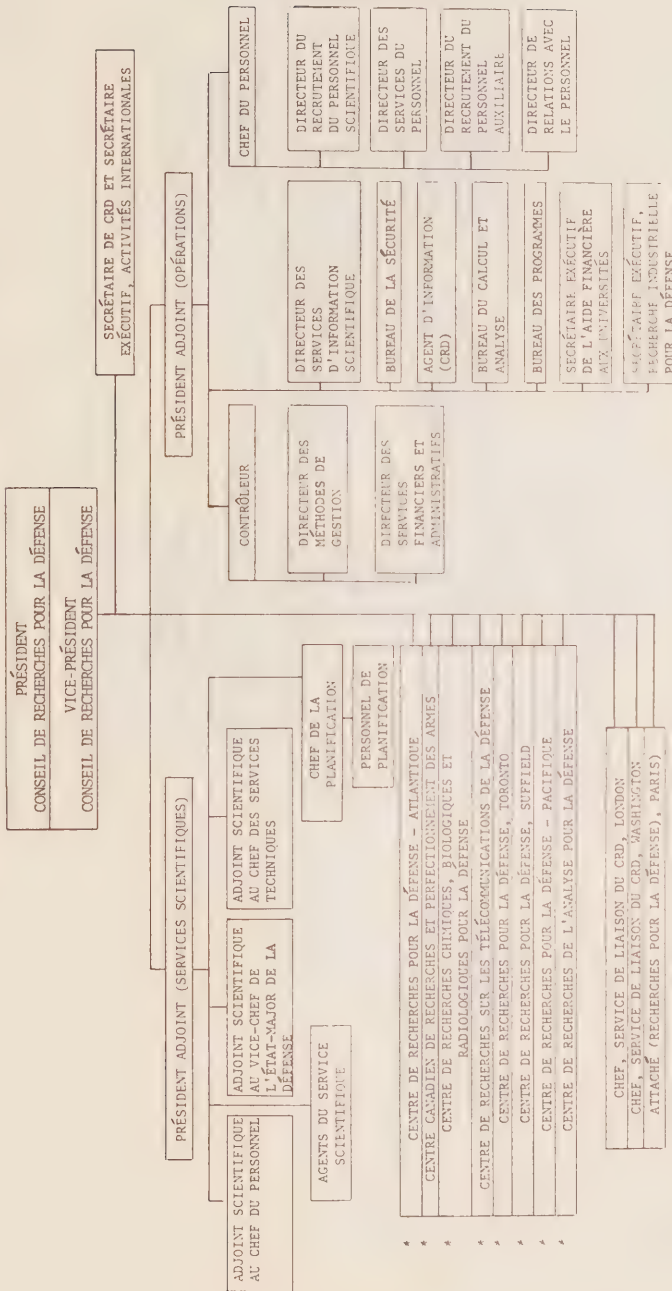 PRÉSIDENT
CONSEIL DE RECHERCHES POUR LA DÉFENSE
VICE-PRÉSIDENT
CONSEIL DE RECHERCHES POUR LA DÉFENSE
SECRÉTAIRE DE CRD ET SECRÉTAIRE
EXÉCUTIF, ACTIVITÉS INTERNATIONALES
PRÉSIDENT ADJOINT (SERVICES SCIENTIFIQUES)
ADJOINT SCIENTIFIQUE
AU CHEF DU PERSONNEL
ADJOINT SCIENTIFIQUE
AU VICE-CHEF DE
L'ÉTAT-MAJOR DE LA
DÉFENSE
ADJOINT SCIENTIFIQUE
AU CHEF DES SERVICES
TECHNIQUES
AGENTS DU SERVICE
SCIENTIFIQUE
CHEF DE LA
PLANIFICATION
PERSONNEL DE
PLANIFICATION
PRÉSIDENT ADJOINT (OPÉRATIONS)
CONTRÔLEUR
DIRECTEUR DES
MÉTHODES DE
GESTION
DIRECTEUR DES
SERVICES
FINANCIERS ET
ADMINISTRATIFS
DIRECTEUR DES
SERVICES
D'INFORMATION
SCIENTIFIQUE
BUREAU DE LA SÉCURITÉ
AGENT D'INFORMATION
(CRD)
BUREAU DU CALCUL ET
ANALYSE
BUREAU DES PROGRAMMES
SECRÉTAIRE EXÉCUTIF
DE L'AIDE FINANCIÈRE
AUX UNIVERSITÉS
SECRÉTAIRE EXÉCUTIF,
RECHERCHE INDUSTRIELLE
POUR LA DÉFENSE
CHEF DU PERSONNEL
DIRECTEUR DU
RECRUTEMENT
DU PERSONNEL
SCIENTIFIQUE
DIRECTEUR DES
SERVICES DU
PERSONNEL
DIRECTEUR DU
RECRUTEMENT DU
PERSONNEL
AUXILIAIRE
DIRECTEUR DE
RELATIONS AVEC
LE PERSONNEL
* CENTRE DE RECHERCHES POUR LA DÉFENSE - ATLANTIQUE
* CENTRE CANADIEN DE RECHERCHES ET PERFECTIONNEMENT DES ARMES
* CENTRE DE RECHERCHES CHIMIQUES, BIOLOGIQUES ET
RADIOLOGIQUES POUR LA DÉFENSE
* CENTRE DE RECHERCHES SUR LES TÉLÉCOMMUNICATIONS DE LA DÉFENSE
* CENTRE DE RECHERCHES POUR LA DÉFENSE, TORONTO
* CENTRE DE RECHERCHES POUR LA DÉFENSE, SUFFIELD
* CENTRE DE RECHERCHES POUR LA DÉFENSE - PACIFIQUE
* CENTRE DE RECHERCHES DE L'ANALYSE POUR LA DÉFENSE
CHEF, SERVICE DE LIAISON DU CRD, LONDON
CHEF, SERVICE DE LIAISON DU CRD, WASHINGTON
ATTACHÉ (RECHERCHES POUR LA DÉFENSE), PARIS